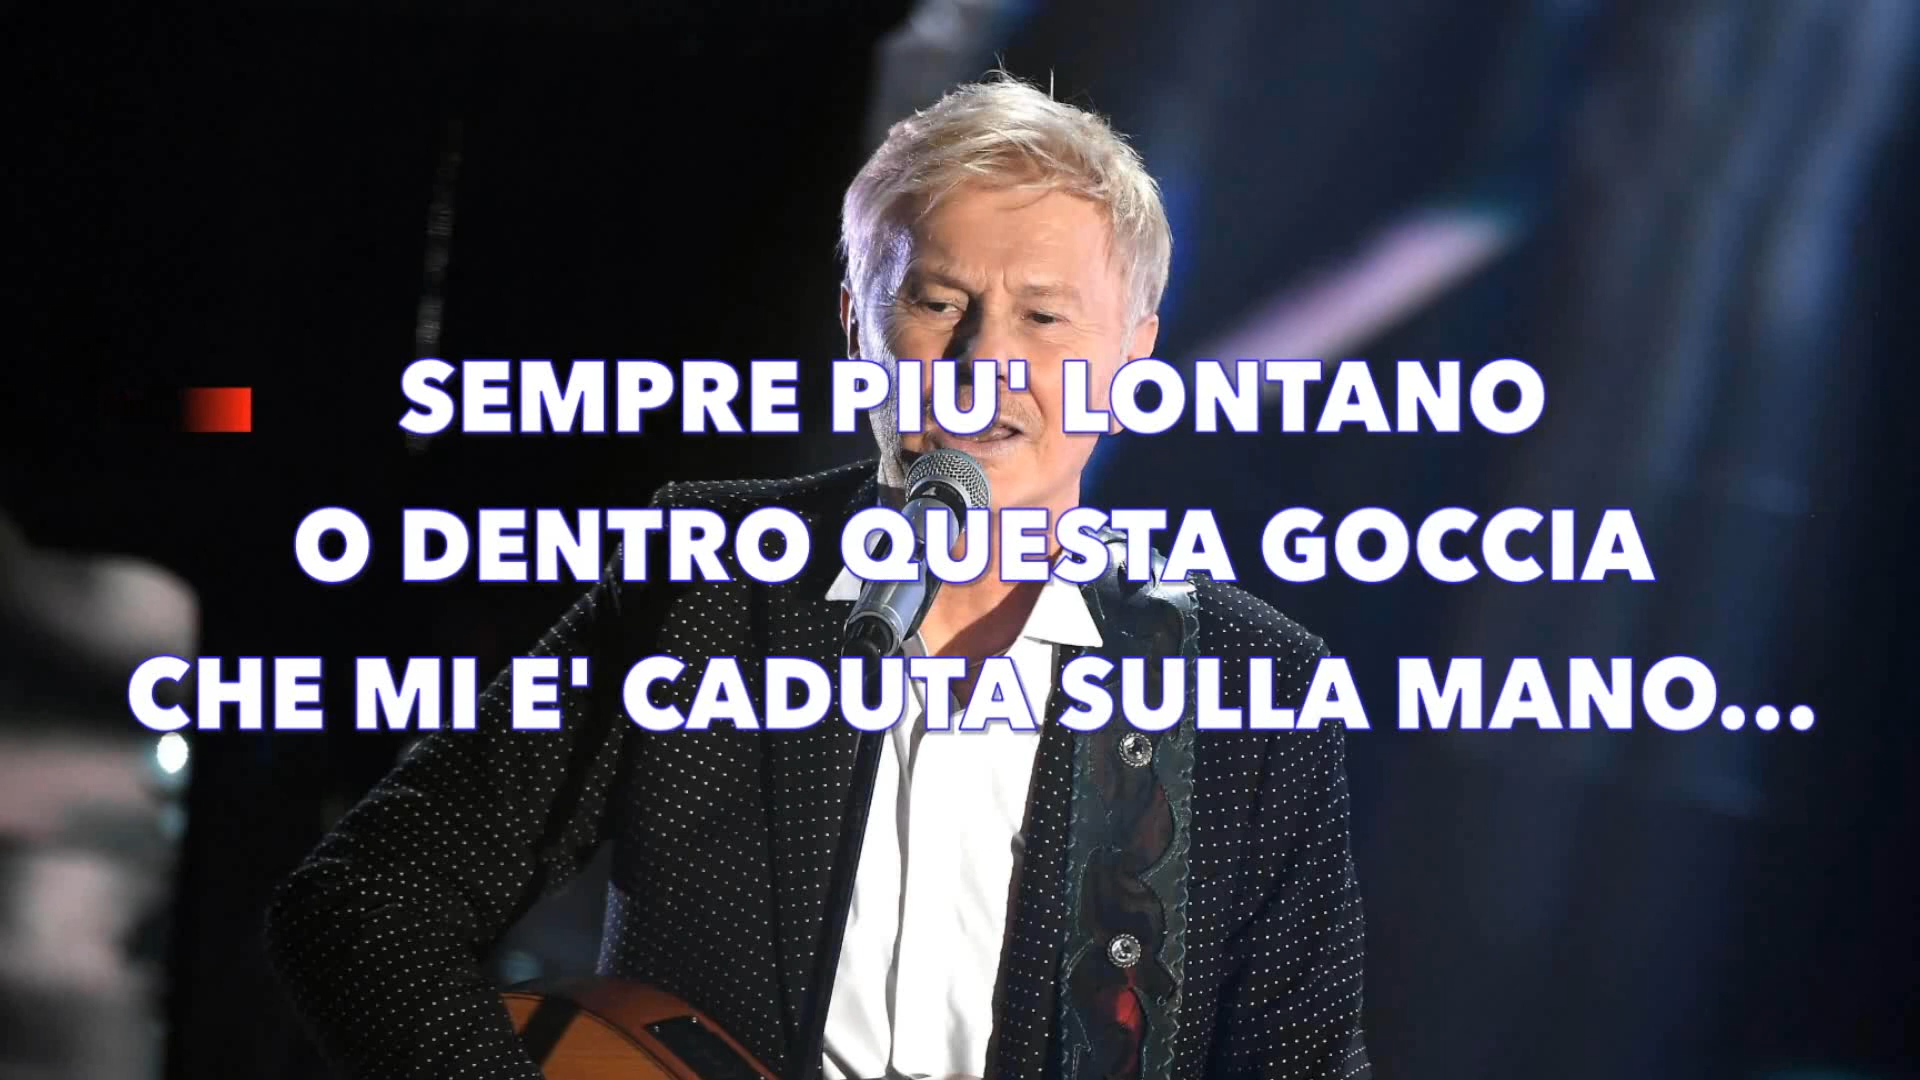 SEMPRE PIU' LONTANO
O DENTRO QUESTA GOCCIA
CHE MI E' CADUTA SULLA MANO...